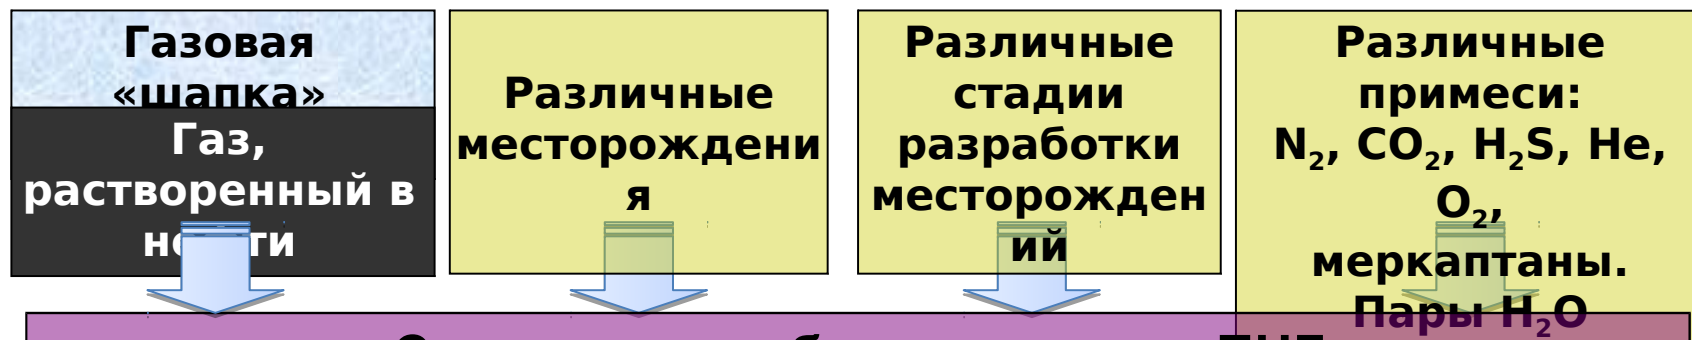 Газовая
«шапка»
Газ,
растворенный в
Различные
месторождени
я
Различные
стадии
разработки
месторожден
ий
Различные
примеси:
N₂, CO₂, H₂S, He,
O₂,
меркаптаны.
Пары H₂O